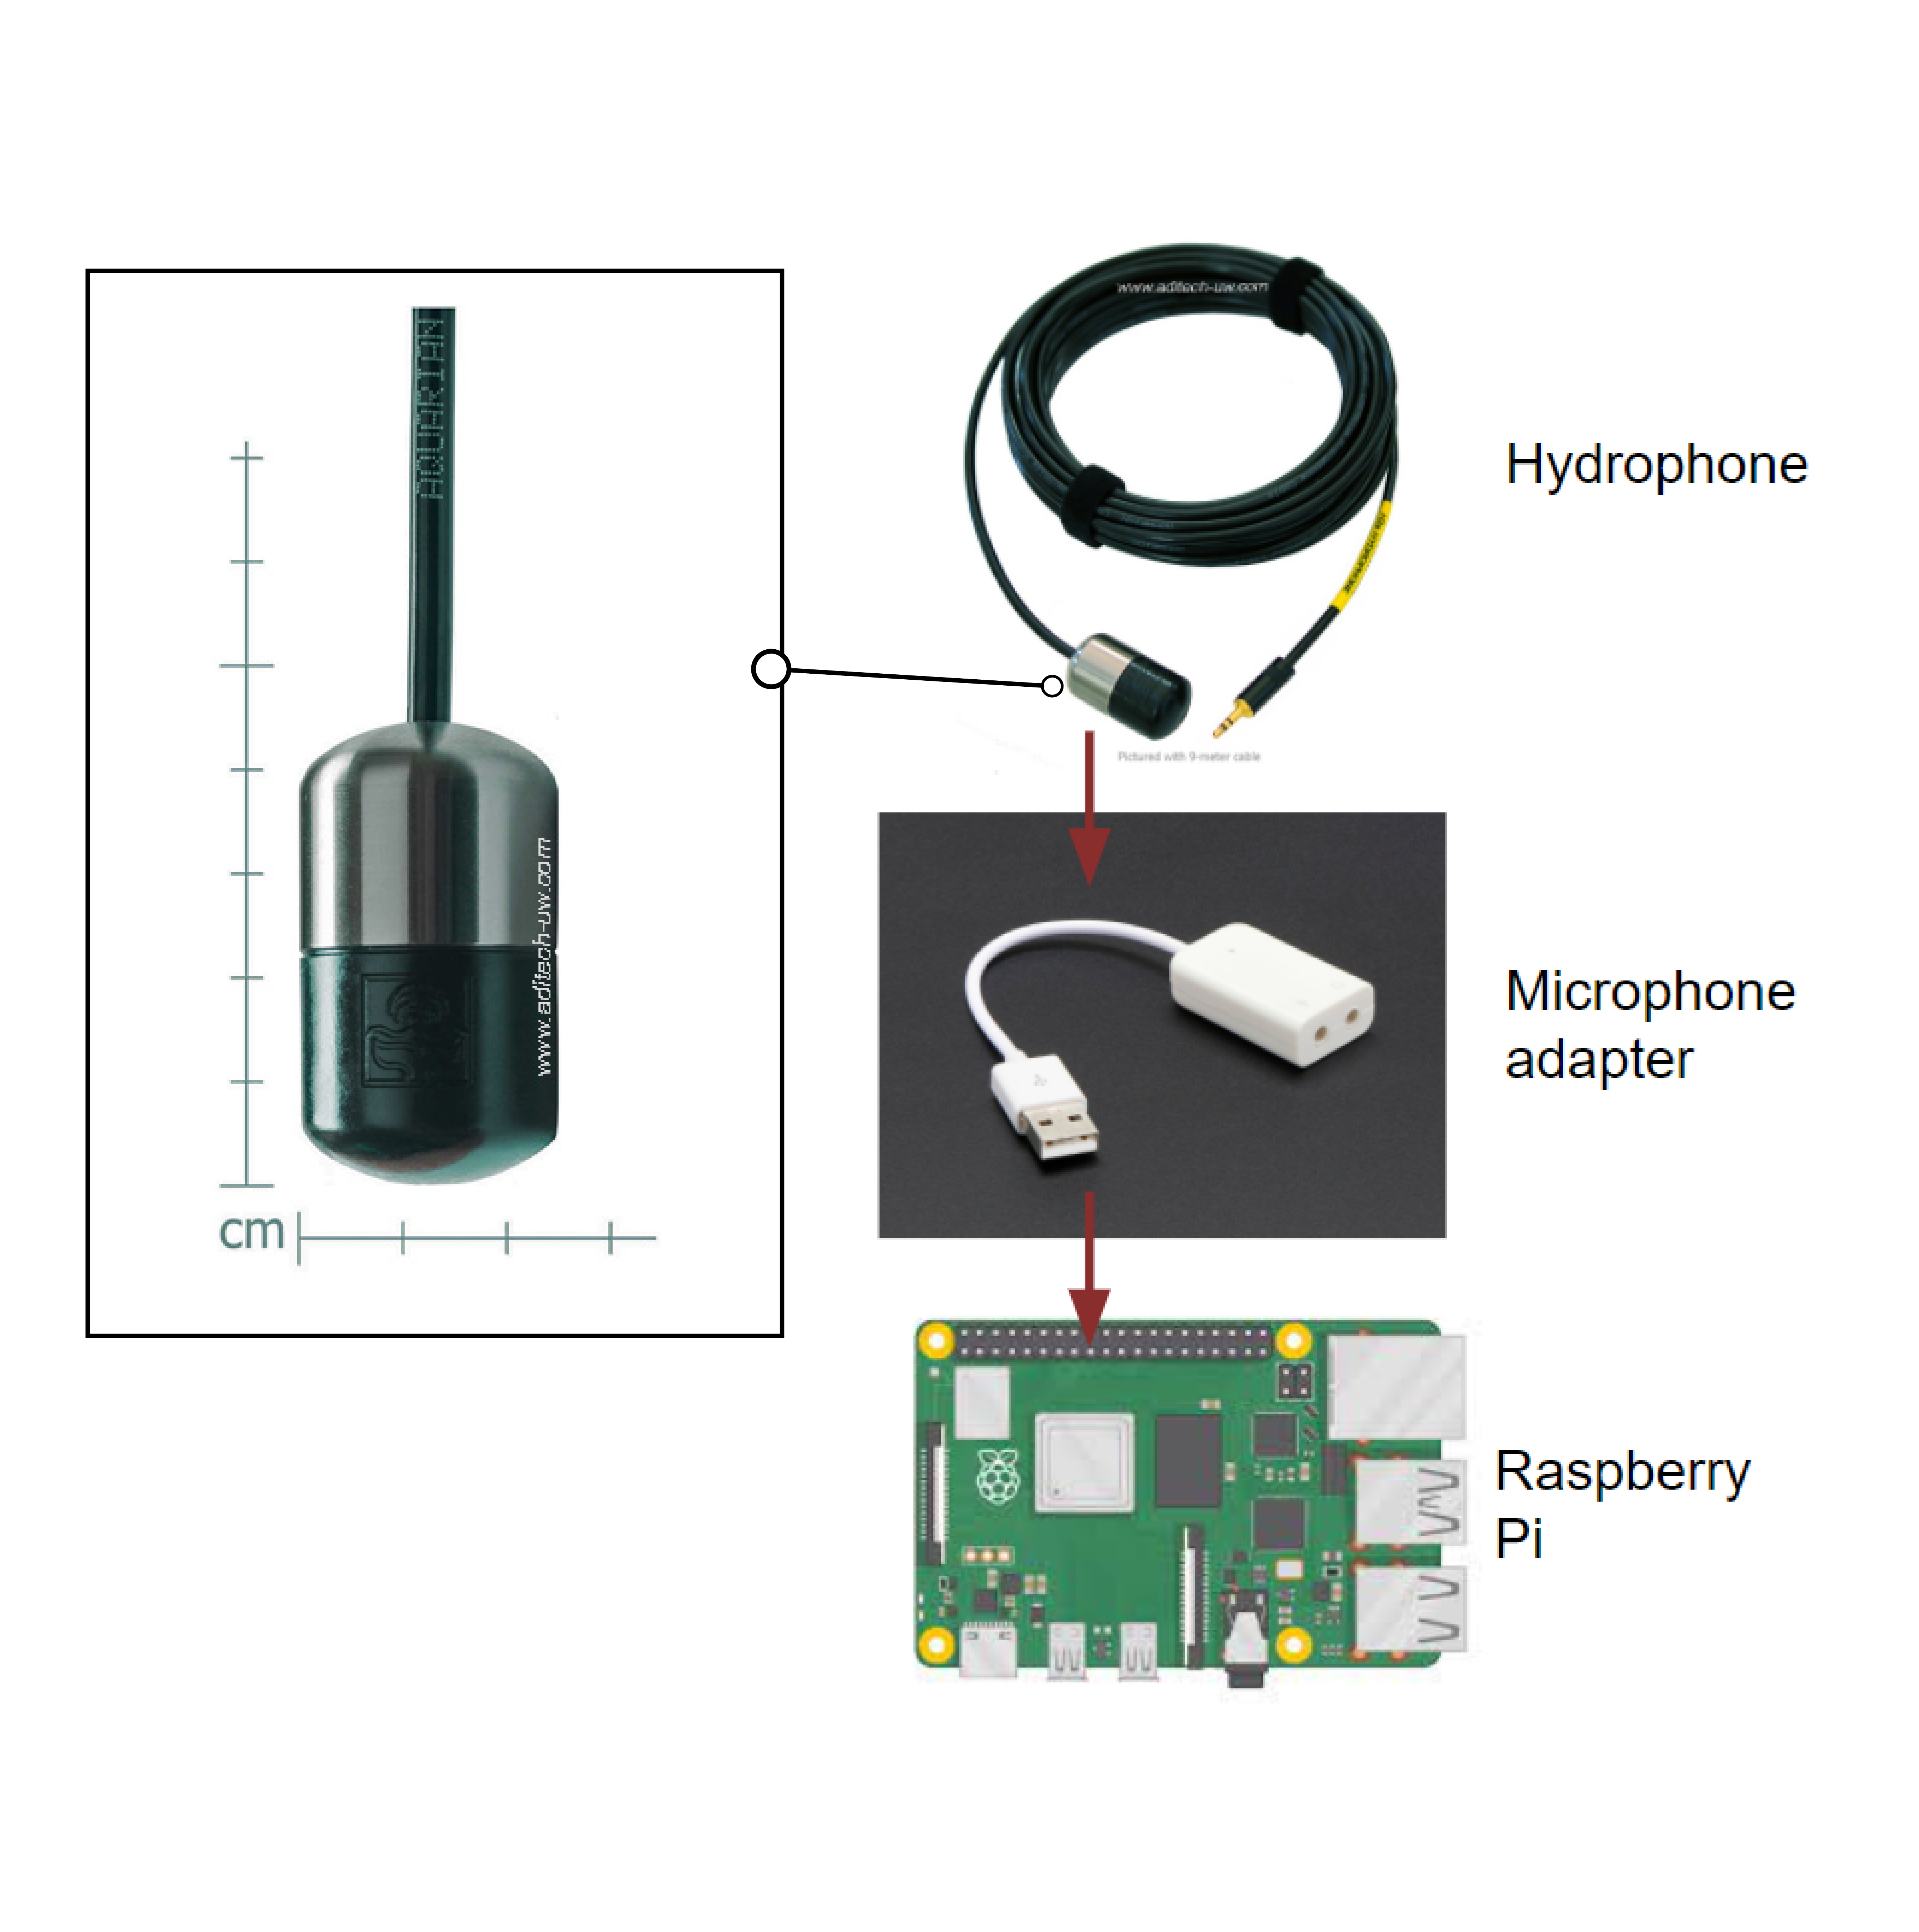 www.aditech-uw.com
Hydrophone
Pictured with 9-meter cable
www.aditech-uw.com
cm
Microphone
adapter
Raspberry
Pi